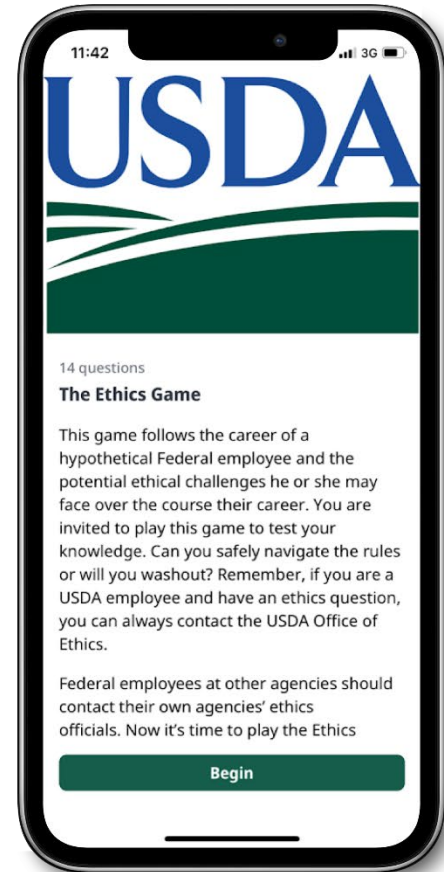 11:42
3G
USDA
14 questions
The Ethics Game
This game follows the career of a
hypothetical Federal employee and the
potential ethical challenges he or she may
face over the course their career. You are
invited to play this game to test your
knowledge. Can you safely navigate the rules
or will you washout? Remember, if you are a
USDA employee and have an ethics question,
you can always contact the USDA Office of
Ethics.
Federal employees at other agencies should
contact their own agencies’ ethics
officials. Now it’s time to play the Ethics
Begin